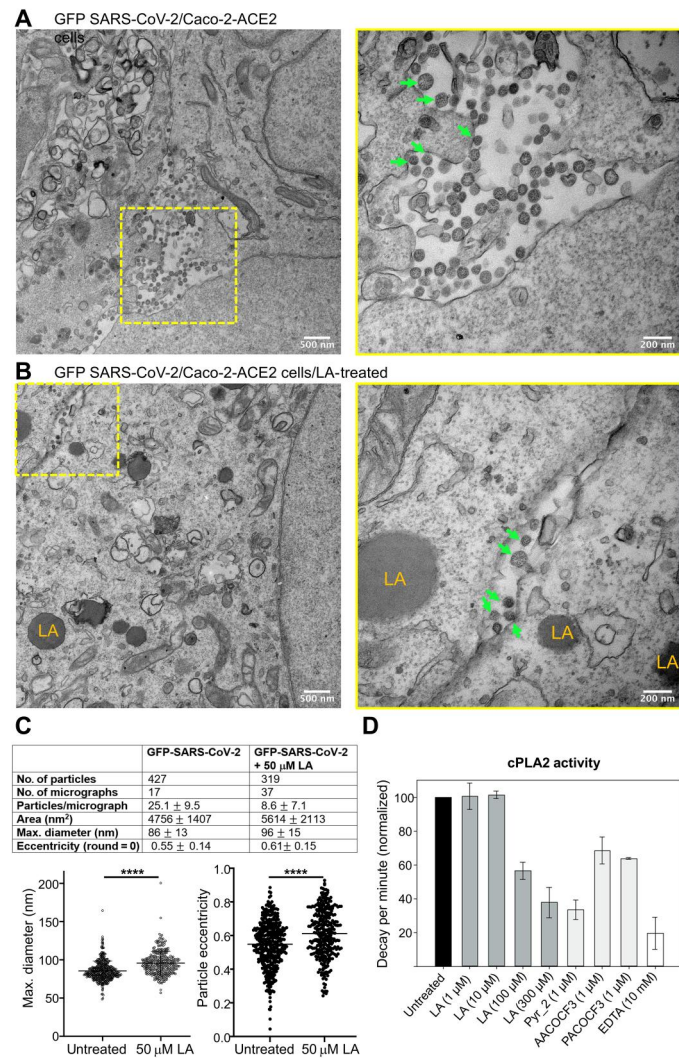 A
GFP SARS-CoV-2/Caco-2-ACE2
cells
500 nm
200 nm
B
GFP SARS-CoV-2/Caco-2-ACE2 cells/LA-treated
LA
500 nm
LA
LA
LA
200 nm
C
GFP-SARS-CoV-2 GFP-SARS-CoV-2
+ 50 µM LA
No. of particles 427 319
No. of micrographs 17 37
Particles/micrograph 25.1 ± 9.5 8.6 ± 7.1
Area (nm²) 4756 ± 1407 5614 ± 2113
Max. diameter (nm) 86 ± 13 96 ± 15
Eccentricity (round = 0) 0.55 ± 0.14 0.61± 0.15
Max. diameter (nm)
200
150
100
50
0
****
Untreated 50 µM LA
Particle eccentricity
1.0
0.8
0.6
0.4
0.2
0.0
****
Untreated 50 µM LA
D
cPLA2 activity
Decay per minute (normalized)
100
80
60
40
20
Untreated
LA (1 µM)
LA (10 µM)
LA (100 µM)
LA (300 µM)
Pyr_2 (1 µM)
AACOCF3 (1 µM)
PACOCF3 (1 µM)
EDTA (10 mM)